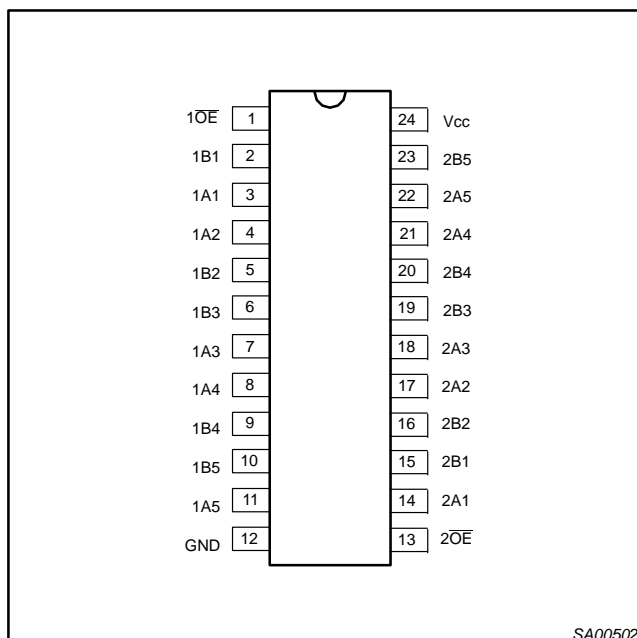 1O̅E̅ 1 24 Vcc
1B1 2 23 2B5
1A1 3 22 2A5
1A2 4 21 2A4
1B2 5 20 2B4
1B3 6 19 2B3
1A3 7 18 2A3
1A4 8 17 2A2
1B4 9 16 2B2
1B5 10 15 2B1
1A5 11 14 2A1
GND 12 13 2O̅E̅
SA00502